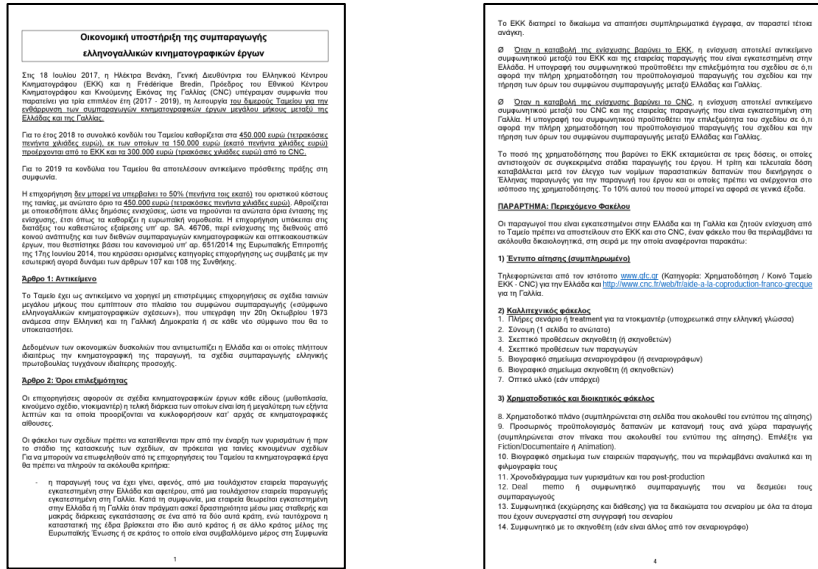 Οικονομική υποστήριξη της συμπαραγωγής
ελληνογαλλικών κινηματογραφικών έργων
Στις 18 Ιουλίου 2017, η Ηλέκτρα Βενάκη, Γενική Διευθύντρια του Ελληνικού Κέντρου
Κινηματογράφου (ΕΚΚ) και η Frédérique Bredin, Πρόεδρος του Εθνικού Κέντρου
Κινηματογράφου και Κινούμενης Εικόνας της Γαλλίας (CNC) υπέγραψαν συμφωνία που
παρατείνει για τρία επιπλέον έτη (2017 - 2019), τη λειτουργία του διμερούς Ταμείου για την
ενθάρρυνση των συμπαραγωγών κινηματογραφικών έργων μεγάλου μήκους μεταξύ της
Ελλάδας και της Γαλλίας.
Για το έτος 2018 το συνολικό κονδύλι του Ταμείου καθορίζεται στα 450.000 ευρώ (τετρακόσιες
πενήντα χιλιάδες ευρώ), εκ των οποίων τα 150.000 ευρώ (εκατό πενήντα χιλιάδες ευρώ)
προέρχονται από το ΕΚΚ και τα 300.000 ευρώ (τριακόσιες χιλιάδες ευρώ) από το CNC.
Για το 2019 τα κονδύλια του Ταμείου θα αποτελέσουν αντικείμενο πρόσθετης πράξης στη
συμφωνία.
Η επιχορήγηση δεν μπορεί να υπερβαίνει το 50% (πενήντα τοις εκατό) του οριστικού κόστους
της ταινίας, με ανώτατο όριο τα 450.000 ευρώ (τετρακόσιες πενήντα χιλιάδες ευρώ). Αθροίζεται
με οποιεσδήποτε άλλες δημόσιες ενισχύσεις, ώστε να τηρούνται τα ανώτατα όρια έντασης της
ενίσχυσης, έτσι όπως τα καθορίζει η ευρωπαϊκή νομοθεσία. Η επιχορήγηση υπόκειται στις
διατάξεις του καθεστώτος εξαίρεσης υπ' αρ. SA. 46706, περί ενίσχυσης της διεθνούς από
κοινού ανάπτυξης και των διεθνών συμπαραγωγών κινηματογραφικών και οπτικοακουστικών
έργων, που θεσπίστηκε βάσει του κανονισμού υπ' αρ. 651/2014 της Ευρωπαϊκής Επιτροπής
της 17ης Ιουνίου 2014, που κηρύσσει ορισμένες κατηγορίες επιχορήγησης ως συμβατές με την
εσωτερική αγορά δυνάμει των άρθρων 107 και 108 της Συνθήκης.
Άρθρο 1: Αντικείμενο
Το Ταμείο έχει ως αντικείμενο να χορηγεί μη επιστρέψιμες επιχορηγήσεις σε σχέδια ταινιών
μεγάλου μήκους που εμπίπτουν στο πλαίσιο του συμφώνου συμπαραγωγής («σύμφωνο
ελληνογαλλικών κινηματογραφικών σχέσεων»), που υπεγράφη την 20η Οκτωβρίου 1973
ανάμεσα στην Ελληνική και τη Γαλλική Δημοκρατία ή σε κάθε νέο σύμφωνο που θα το
υποκαταστήσει.
Δεδομένων των οικονομικών δυσκολιών που αντιμετωπίζει η Ελλάδα και οι οποίες πλήττουν
ιδιαιτέρως την κινηματογραφική της παραγωγή, τα σχέδια συμπαραγωγής ελληνικής
πρωτοβουλίας τυγχάνουν ιδιαίτερης προσοχής.
Άρθρο 2: Όροι επιλεξιμότητας
Οι επιχορηγήσεις αφορούν σε σχέδια κινηματογραφικών έργων κάθε είδους (μυθοπλασία,
κινούμενο σχέδιο, ντοκιμαντέρ) η τελική διάρκεια των οποίων είναι ίση ή μεγαλύτερη των εξήντα
λεπτών και τα οποία προορίζονται να κυκλοφορήσουν κατ' αρχάς σε κινηματογραφικές
αίθουσες.
Οι φάκελοι των σχεδίων πρέπει να κατατίθενται πριν από την έναρξη των γυρισμάτων ή πριν
το στάδιο της κατασκευής των σχεδίων, αν πρόκειται για ταινίες κινουμένων σχεδίων
Για να μπορούν να επωφεληθούν από τις επιχορηγήσεις του Ταμείου τα κινηματογραφικά έργα
θα πρέπει να πληρούν τα ακόλουθα κριτήρια:
- η παραγωγή τους να έχει γίνει, αφενός, από μια τουλάχιστον εταιρεία παραγωγής
εγκατεστημένη στην Ελλάδα και αφετέρου, από μια τουλάχιστον εταιρεία παραγωγής
εγκατεστημένη στη Γαλλία. Κατά τη συμφωνία, μια εταιρεία θεωρείται εγκατεστημένη
στην Ελλάδα ή τη Γαλλία όταν πράγματι ασκεί δραστηριότητα μέσω μιας σταθερής και
μακράς διάρκειας εγκατάστασης σε ένα από τα δύο αυτά κράτη, ενώ ταυτόχρονα η
καταστατική της έδρα βρίσκεται στο ίδιο αυτό κράτος ή σε άλλο κράτος μέλος της
Ευρωπαϊκής Ένωσης ή σε κράτος το οποίο είναι συμβαλλόμενο μέρος στη Συμφωνία
1
Το ΕΚΚ διατηρεί το δικαίωμα να απαιτήσει συμπληρωματικά έγγραφα, αν παραστεί τέτοια
ανάγκη.
Ø Όταν η καταβολή της ενίσχυσης βαρύνει το ΕΚΚ, η ενίσχυση αποτελεί αντικείμενο
συμφωνητικού μεταξύ του ΕΚΚ και της εταιρείας παραγωγής που είναι εγκατεστημένη στην
Ελλάδα. Η υπογραφή του συμφωνητικού προϋποθέτει την επιλεξιμότητα του σχεδίου σε ό,τι
αφορά την πλήρη χρηματοδότηση του προϋπολογισμού παραγωγής του σχεδίου και την
τήρηση των όρων του συμφώνου συμπαραγωγής μεταξύ Ελλάδας και Γαλλίας.
Ø Όταν η καταβολή της ενίσχυσης βαρύνει το CNC, η ενίσχυση αποτελεί αντικείμενο
συμφωνητικού μεταξύ του CNC και της εταιρείας παραγωγής που είναι εγκατεστημένη στη
Γαλλία. Η υπογραφή του συμφωνητικού προϋποθέτει την επιλεξιμότητα του σχεδίου σε ό,τι
αφορά την πλήρη χρηματοδότηση του προϋπολογισμού παραγωγής του σχεδίου και την
τήρηση των όρων του συμφώνου συμπαραγωγής μεταξύ Ελλάδας και Γαλλίας.
Το ποσό της χρηματοδότησης που βαρύνει το ΕΚΚ εκταμιεύεται σε τρεις δόσεις, οι οποίες
αντιστοιχούν σε συγκεκριμένα στάδια παραγωγής του έργου. Η τρίτη και τελευταία δόση
καταβάλλεται μετά τον έλεγχο των νομίμων παραστατικών δαπανών που διενήργησε ο
Έλληνας παραγωγός για την παραγωγή του έργου και οι οποίες πρέπει να ανέρχονται στο
ισόποσο της χρηματοδότησης. Το 10% αυτού του ποσού μπορεί να αφορά σε γενικά έξοδα.
ΠΑΡΑΡΤΗΜΑ: Περιεχόμενο Φακέλου
Οι παραγωγοί που είναι εγκατεστημένοι στην Ελλάδα και τη Γαλλία και ζητούν ενίσχυση από
το Ταμείο πρέπει να αποστείλουν στο ΕΚΚ και στο CNC, έναν φάκελο που θα περιλαμβάνει τα
ακόλουθα δικαιολογητικά, στη σειρά με την οποία αναφέρονται παρακάτω:
1) Έντυπο αίτησης (συμπληρωμένο)
Τηλεφορτώνεται από τον ιστότοπο www.gfc.gr (Κατηγορία: Χρηματοδότηση / Κοινό Ταμείο
ΕΚΚ - CNC) για την Ελλάδα και http://www.cnc.fr/web/fr/aide-a-la-coproduction-franco-grecque
για τη Γαλλία.
2) Καλλιτεχνικός φάκελος
1. Πλήρες σενάριο ή treatment για τα ντοκιμαντέρ (υποχρεωτικά στην ελληνική γλώσσα)
2. Σύνοψη (1 σελίδα το ανώτατο)
3. Σκεπτικό προθέσεων σκηνοθέτη (ή σκηνοθετών)
4. Σκεπτικό προθέσεων των παραγωγών
5. Βιογραφικό σημείωμα σεναριογράφου (ή σεναριογράφων)
6. Βιογραφικό σημείωμα σκηνοθέτη (ή σκηνοθετών)
7. Οπτικό υλικό (εάν υπάρχει)
3) Χρηματοδοτικός και διοικητικός φάκελος
8. Χρηματοδοτικό πλάνο (συμπληρώνεται στη σελίδα που ακολουθεί του εντύπου της αίτησης)
9. Προσωρινός προϋπολογισμός δαπανών με κατανομή τους ανά χώρα παραγωγής
(συμπληρώνεται στον πίνακα που ακολουθεί του εντύπου της αίτησης). Επιλέξτε για
Fiction/Documentaire ή Animation).
10. Βιογραφικό σημείωμα των εταιρειών παραγωγής, που να περιλαμβάνει αναλυτικά και τη
φιλμογραφία τους
11. Χρονοδιάγραμμα των γυρισμάτων και του post-production
12. Deal memo ή συμφωνητικό συμπαραγωγής που να δεσμεύει τους
συμπαραγωγούς
13. Συμφωνητικά (εκχώρησης και διάθεσης) για τα δικαιώματα του σεναρίου με όλα τα άτομα
που έχουν συνεργαστεί στη συγγραφή του σεναρίου
14. Συμφωνητικό με το σκηνοθέτη (εάν είναι άλλος από τον σεναριογράφο)
4